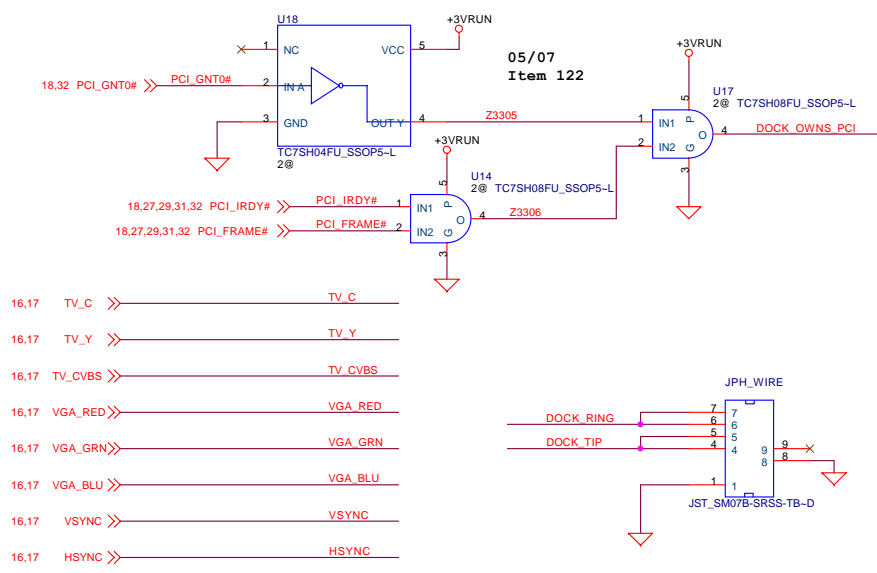 U18
+3VRUN
1 NC
VCC 5
05/07
Item 122
+3VRUN
18,32 PCI_GNT0#
PCI_GNT0#
2 IN A
U17
2@ TC7SH08FU_SSOP5~L
5
P
3 GND
OUT Y 4
Z3305
1 IN1
2 IN2
O 4
DOCK_OWNS_PCI
G
3
TC7SH04FU_SSOP5~L
2@
+3VRUN
U14
2@ TC7SH08FU_SSOP5~L
5
P
18,27,29,31,32 PCI_IRDY#
PCI_IRDY#
1 IN1
O 4
Z3306
18,27,29,31,32 PCI_FRAME#
PCI_FRAME#
2 IN2
G
3
16,17 TV_C
TV_C
16,17 TV_Y
TV_Y
16,17 TV_CVBS
TV_CVBS
16,17 VGA_RED
VGA_RED
16,17 VGA_GRN
VGA_GRN
16,17 VGA_BLU
VGA_BLU
16,17 VSYNC
VSYNC
16,17 HSYNC
HSYNC
JPH_WIRE
DOCK_RING
DOCK_TIP
7 7
6 6
5 5
4 4
9 9
8 8
1 1
JST_SM07B-SRSS-TB~D